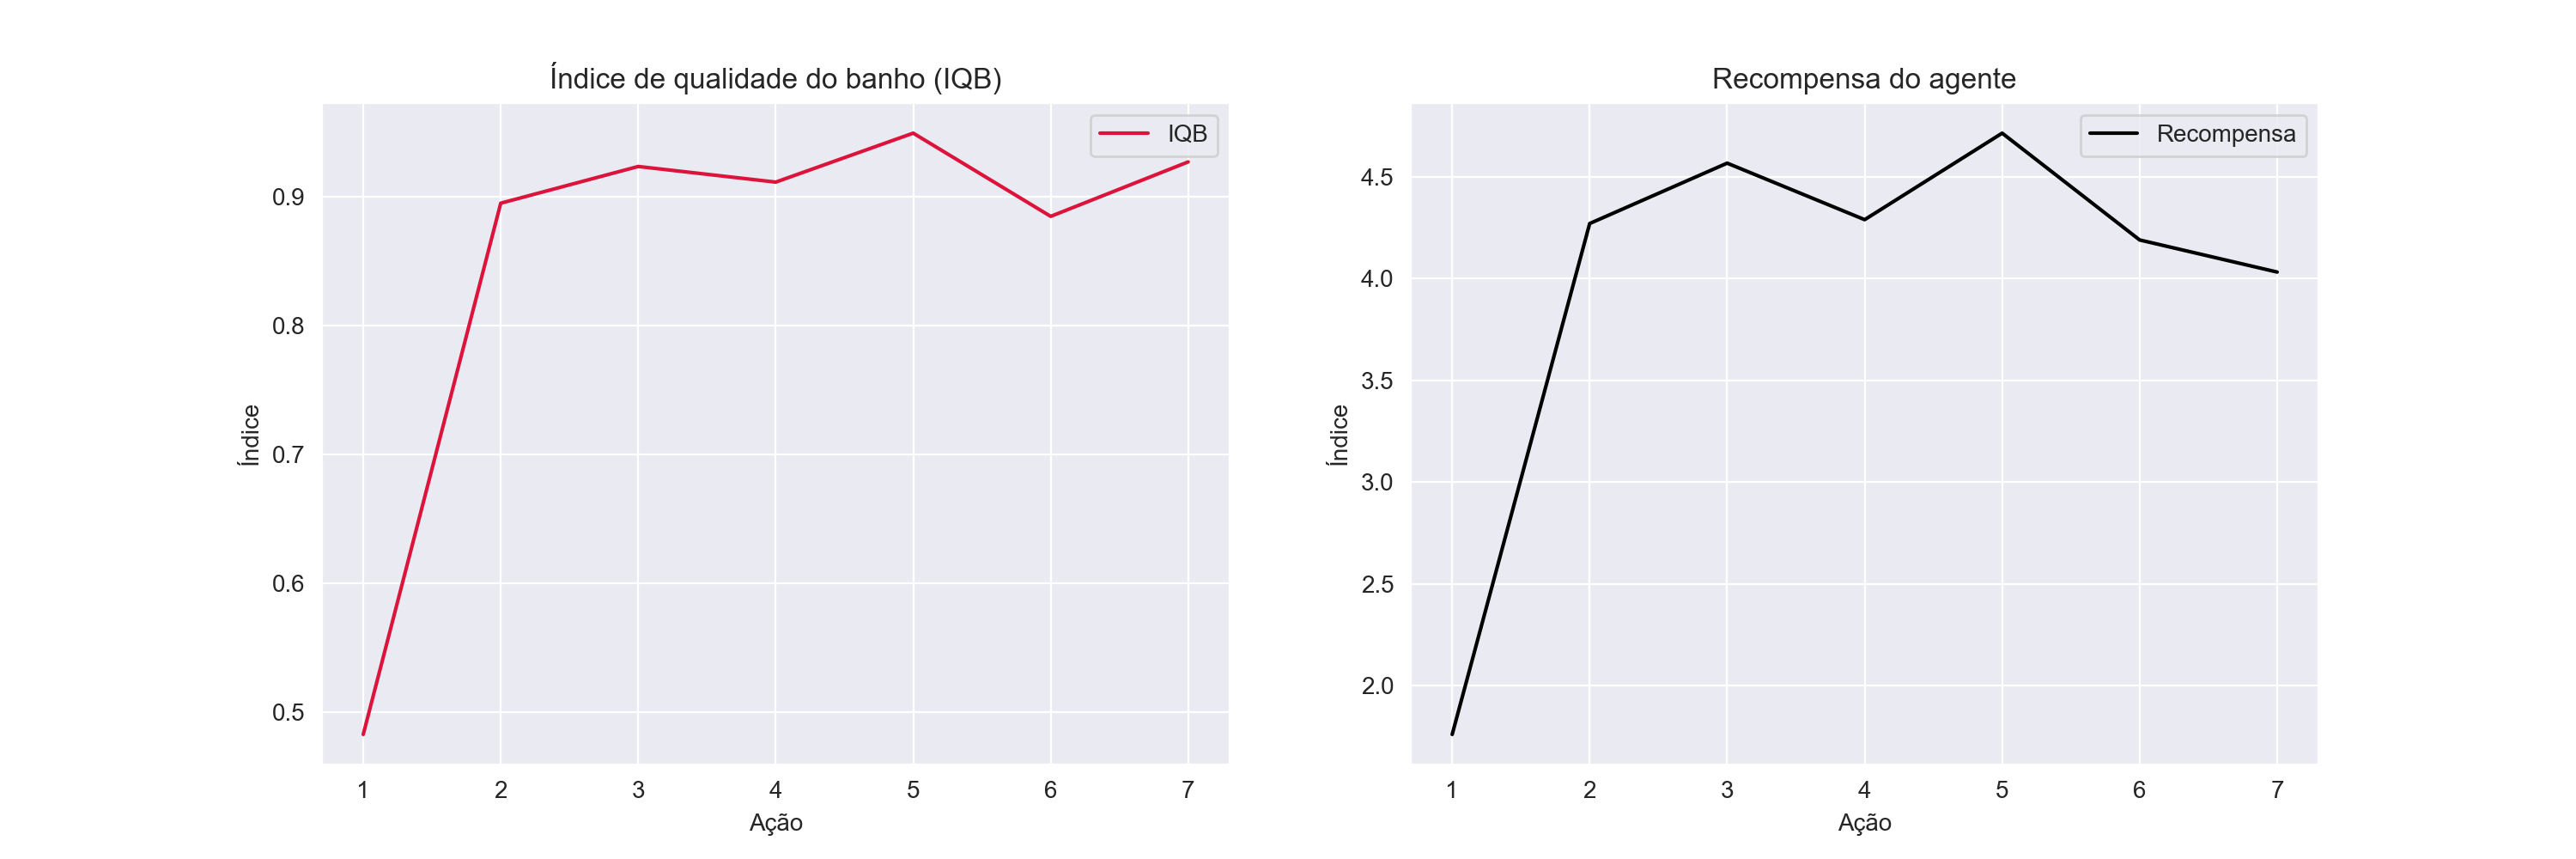 Índice de qualidade do banho (IQB)
IQB
0.9
0.8
0.7
0.6
0.5
Índice
1 2 3 4 5 6 7
Ação
Recompensa do agente
Recompensa
4.5
4.0
3.5
3.0
2.5
2.0
Índice
1 2 3 4 5 6 7
Ação